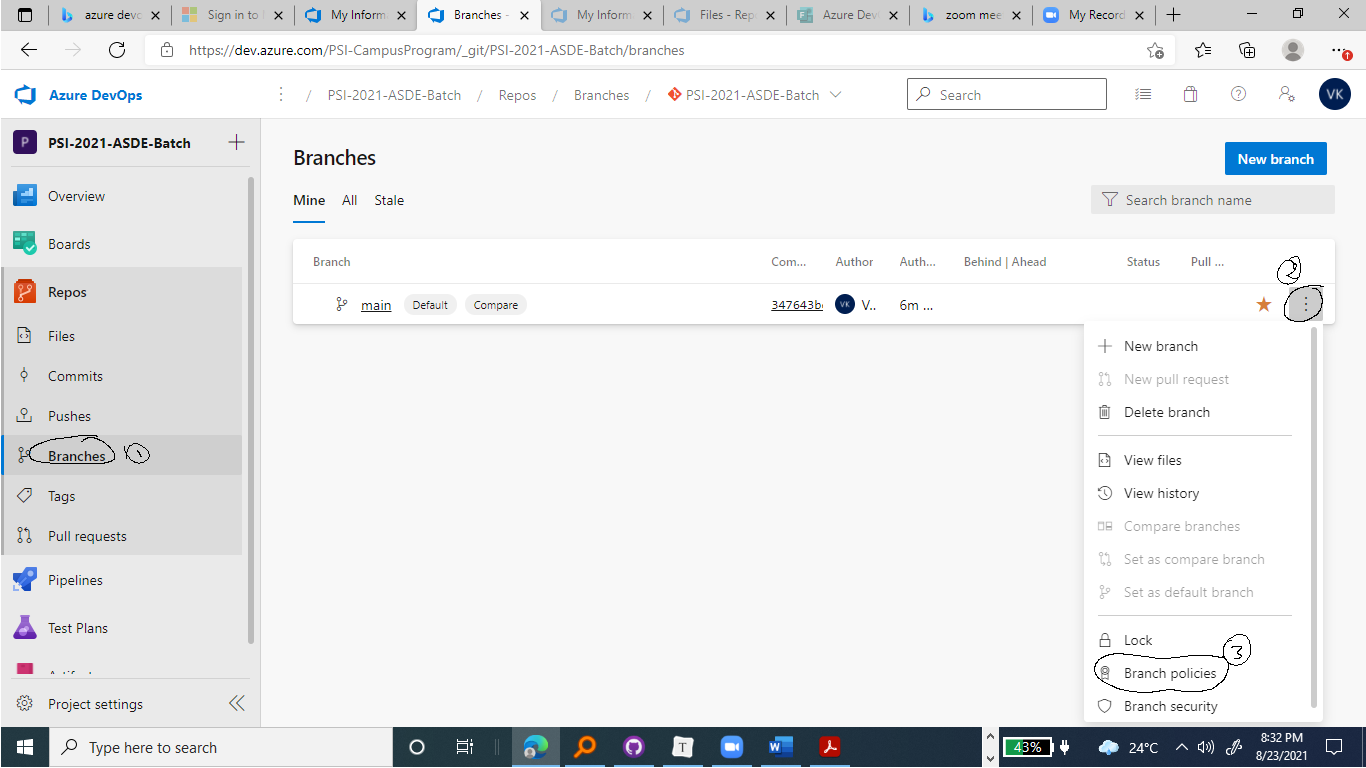 azure devo
Sign in to
My Inform
Branches -
My Inform
Files - Rep
Azure De
zoom mee
My Record
https://dev.azure.com/PSI-CampusProgram/_git/PSI-2021-ASDE-Batch/branches
Azure DevOps
/ PSI-2021-ASDE-Batch / Repos / Branches / PSI-2021-ASDE-Batch
Search
VK
P PSI-2021-ASDE-Batch
Overview
Boards
Repos
Files
Commits
Pushes
Branches 1
Tags
Pull requests
Pipelines
Test Plans
Project settings
Branches
New branch
Mine All Stale
Search branch name
Branch Com... Author Auth... Behind | Ahead Status Pull ...
2
main Default Compare 347643b VK V.. 6m ...
New branch
New pull request
Delete branch
View files
View history
Compare branches
Set as compare branch
Set as default branch
Lock
3
Branch policies
Branch security
Type here to search
T
43%
24°C
8:32 PM
8/23/2021